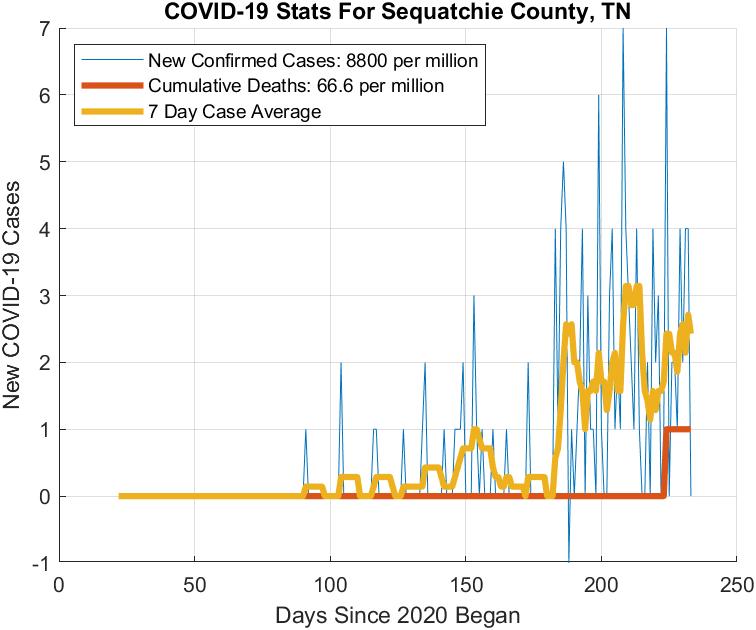 COVID-19 Stats For Sequatchie County, TN
New Confirmed Cases: 8800 per million
Cumulative Deaths: 66.6 per million
7 Day Case Average
7
6
5
4
3
2
1
0
-1
New COVID-19 Cases
0 50 100 150 200 250
Days Since 2020 Began